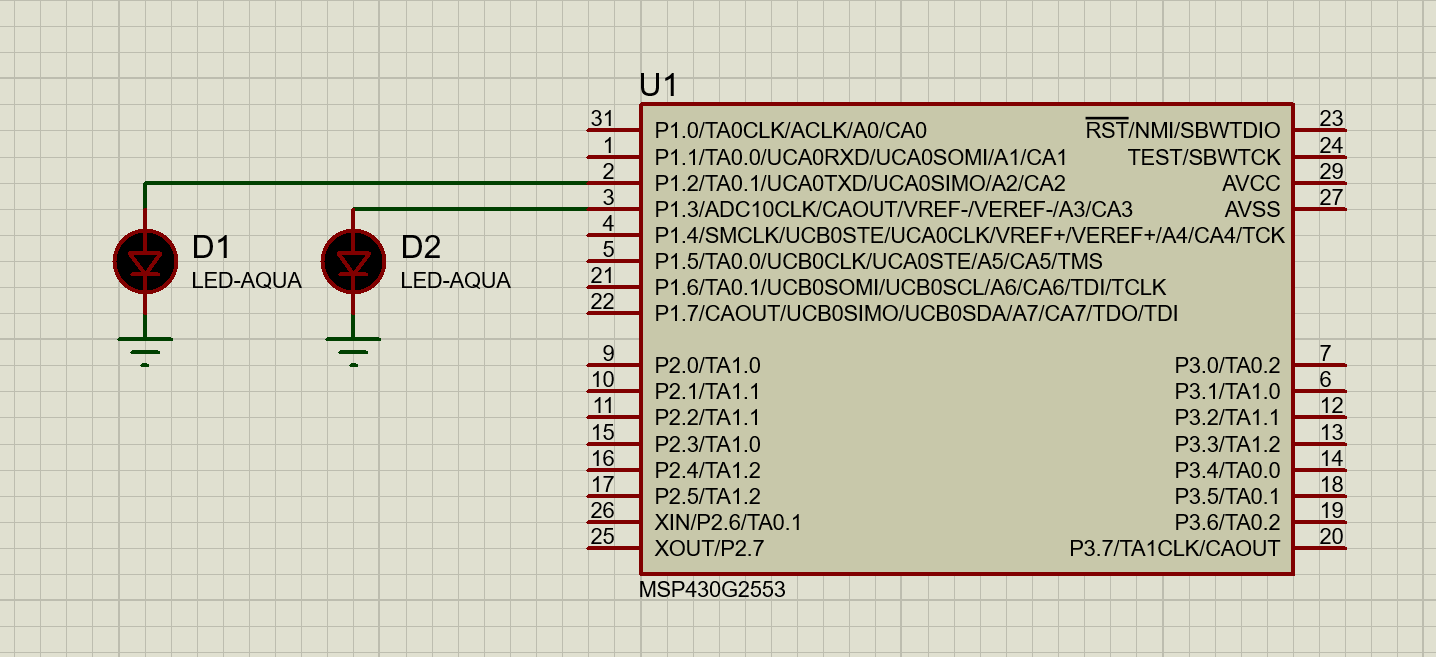 U1
31 P1.0/TA0CLK/ACLK/A0/CA0 RST/NMI/SBWTDIO 23
1 P1.1/TA0.0/UCA0RXD/UCA0SOMI/A1/CA1 TEST/SBWTCK 24
2 P1.2/TA0.1/UCA0TXD/UCA0SIMO/A2/CA2 AVCC 29
3 P1.3/ADC10CLK/CAOUT/VREF-/VEREF-/A3/CA3 AVSS 27
4 P1.4/SMCLK/UCB0STE/UCA0CLK/VREF+/VEREF+/A4/CA4/TCK
5 P1.5/TA0.0/UCB0CLK/UCA0STE/A5/CA5/TMS
21 P1.6/TA0.1/UCB0SOMI/UCB0SCL/A6/CA6/TDI/TCLK
22 P1.7/CAOUT/UCB0SIMO/UCB0SDA/A7/CA7/TDO/TDI
D1
LED-AQUA
D2
LED-AQUA
9 P2.0/TA1.0 P3.0/TA0.2 7
10 P2.1/TA1.1 P3.1/TA1.0 6
11 P2.2/TA1.1 P3.2/TA1.1 12
15 P2.3/TA1.0 P3.3/TA1.2 13
16 P2.4/TA1.2 P3.4/TA0.0 14
17 P2.5/TA1.2 P3.5/TA0.1 18
26 XIN/P2.6/TA0.1 P3.6/TA0.2 19
25 XOUT/P2.7 P3.7/TA1CLK/CAOUT 20
MSP430G2553